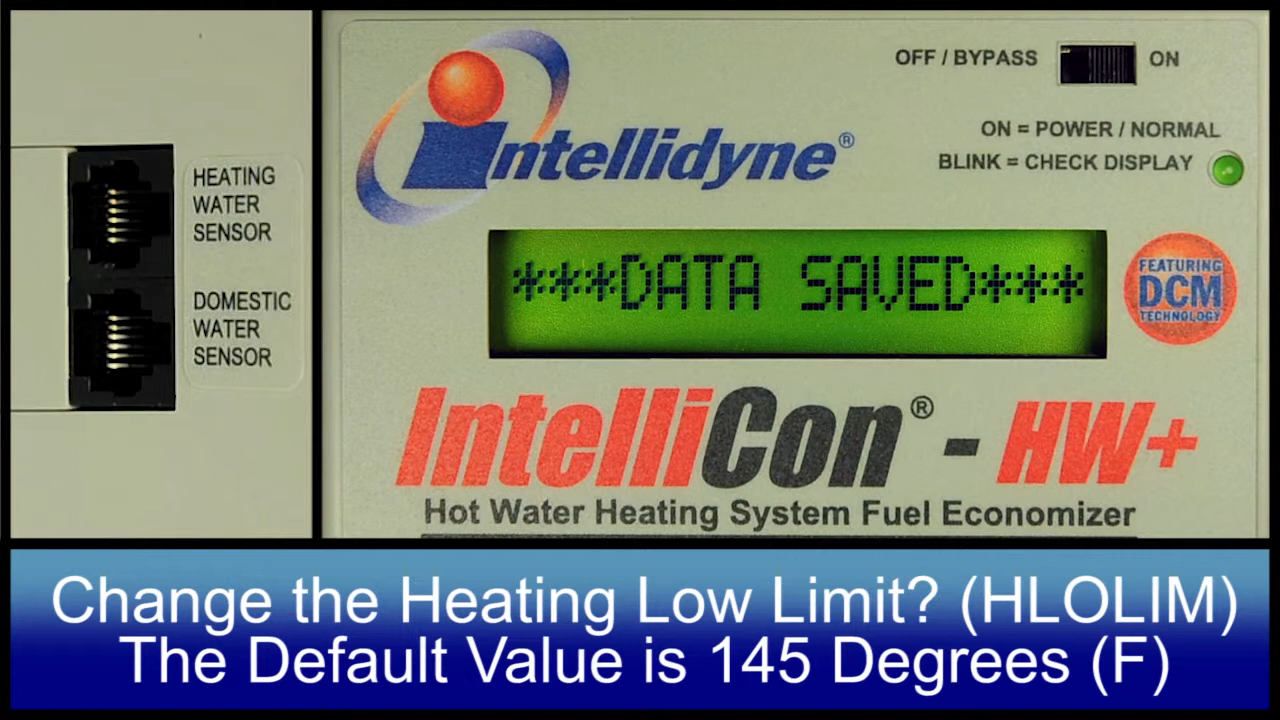 HEATING
WATER
SENSOR
DOMESTIC
WATER
SENSOR
OFF / BYPASS ON
ON = POWER / NORMAL
BLINK = CHECK DISPLAY
intellidyne®
***DATA SAVED***
FEATURING
DCM
TECHNOLOGY
IntelliCon® - HW+
Hot Water Heating System Fuel Economizer
Change the Heating Low Limit? (HLOLIM)
The Default Value is 145 Degrees (F)